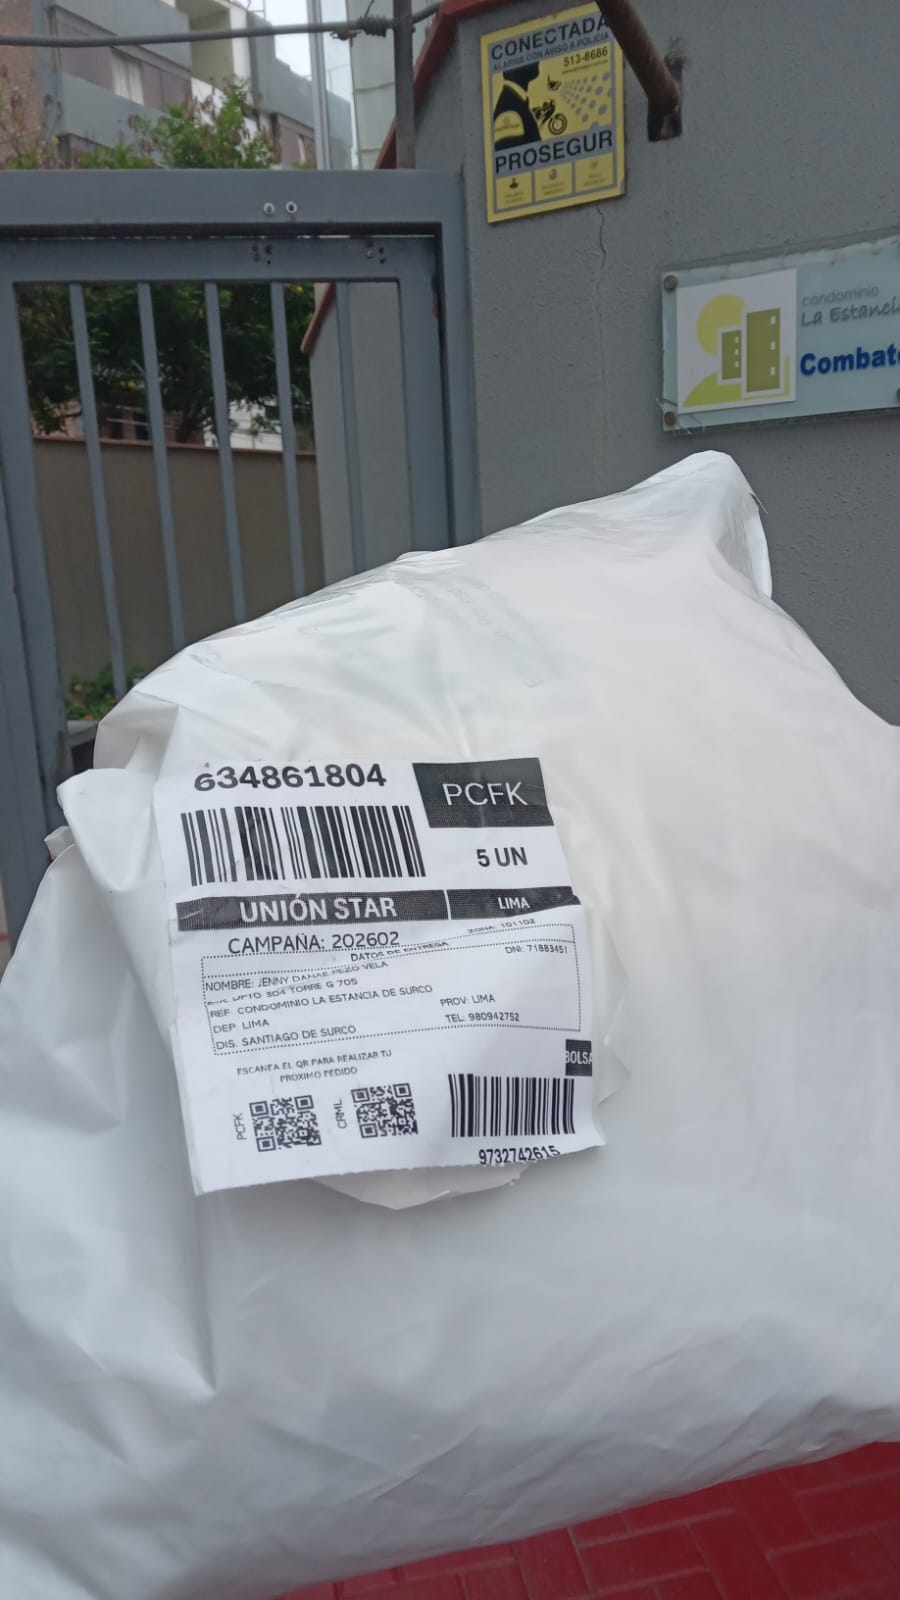 CONECTADA
ALARMA CON AVISO A POLICIA
513-8686
PROSEGUR
condominio
La Estancia
Combat
634861804
PCFK
5 UN
UNIÓN STAR
LIMA
CAMPAÑA: 202602
ZONA: 101102
DATOS DE ENTREGA
DNI: 71883451
NOMBRE: JENNY DANAE PEZO VELA
DPTO 304 TORRE G 705
REF CONDOMINIO LA ESTANCIA DE SURCO
DEP LIMA
PROV: LIMA
DIS. SANTIAGO DE SURCO
TEL: 980942752
ESCANEA EL QR PARA REALIZAR TU
PROXIMO PEDIDO
BOLSA
PCFK
CRML
9732742615